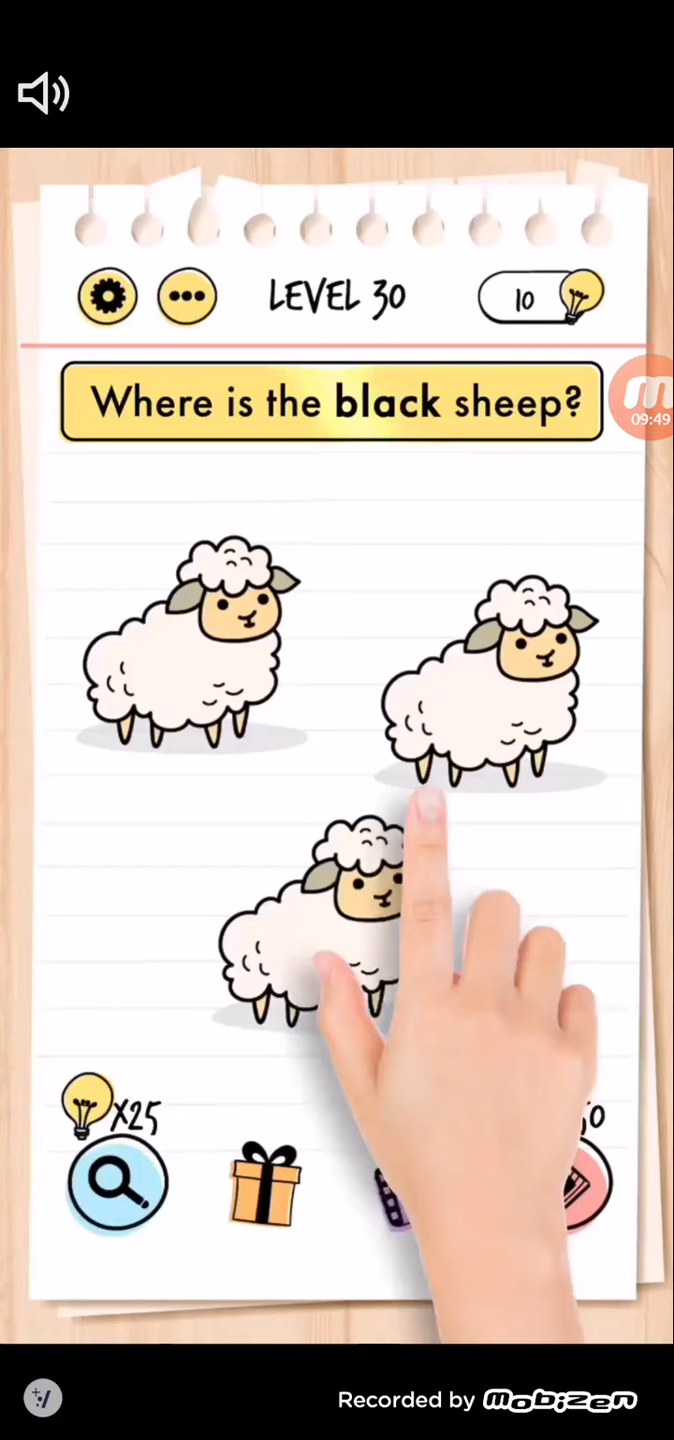 LEVEL 30
10
Where is the black sheep?
09:49
X25
Recorded by mobizen